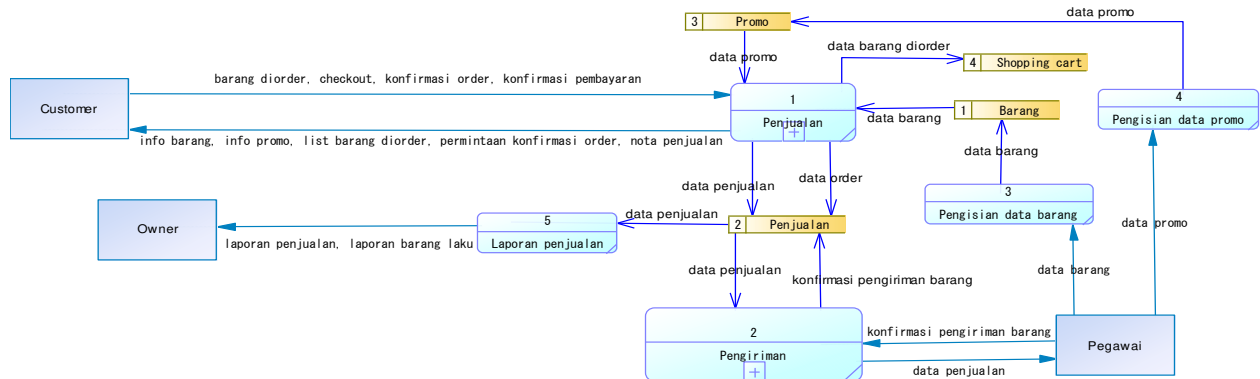 3 Promo
data promo
data promo
data barang diorder
4 Shopping cart
barang diorder, checkout, konfirmasi order, konfirmasi pembayaran
Customer
1
Penjualan
info barang, info promo, list barang diorder, permintaan konfirmasi order, nota penjualan
data barang
1 Barang
4
Pengisian data promo
data barang
data penjualan
data order
3
Pengisian data barang
Owner
5
Laporan penjualan
data penjualan
2 Penjualan
laporan penjualan, laporan barang laku
data promo
data penjualan
konfirmasi pengiriman barang
data barang
2
Pengiriman
konfirmasi pengiriman barang
Pegawai
data penjualan